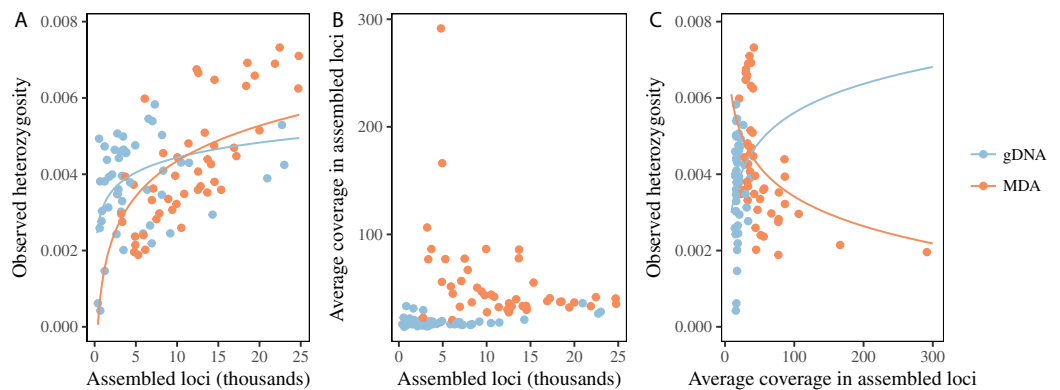 A
Observed heterozygosity
0.008
0.006
0.004
0.002
0.000
0 5 10 15 20 25
Assembled loci (thousands)
B
Average coverage in assembled loci
300
200
100
0 5 10 15 20 25
Assembled loci (thousands)
C
Observed heterozygosity
0.008
0.006
0.004
0.002
0.000
0 100 200 300
Average coverage in assembled loci
gDNA
MDA